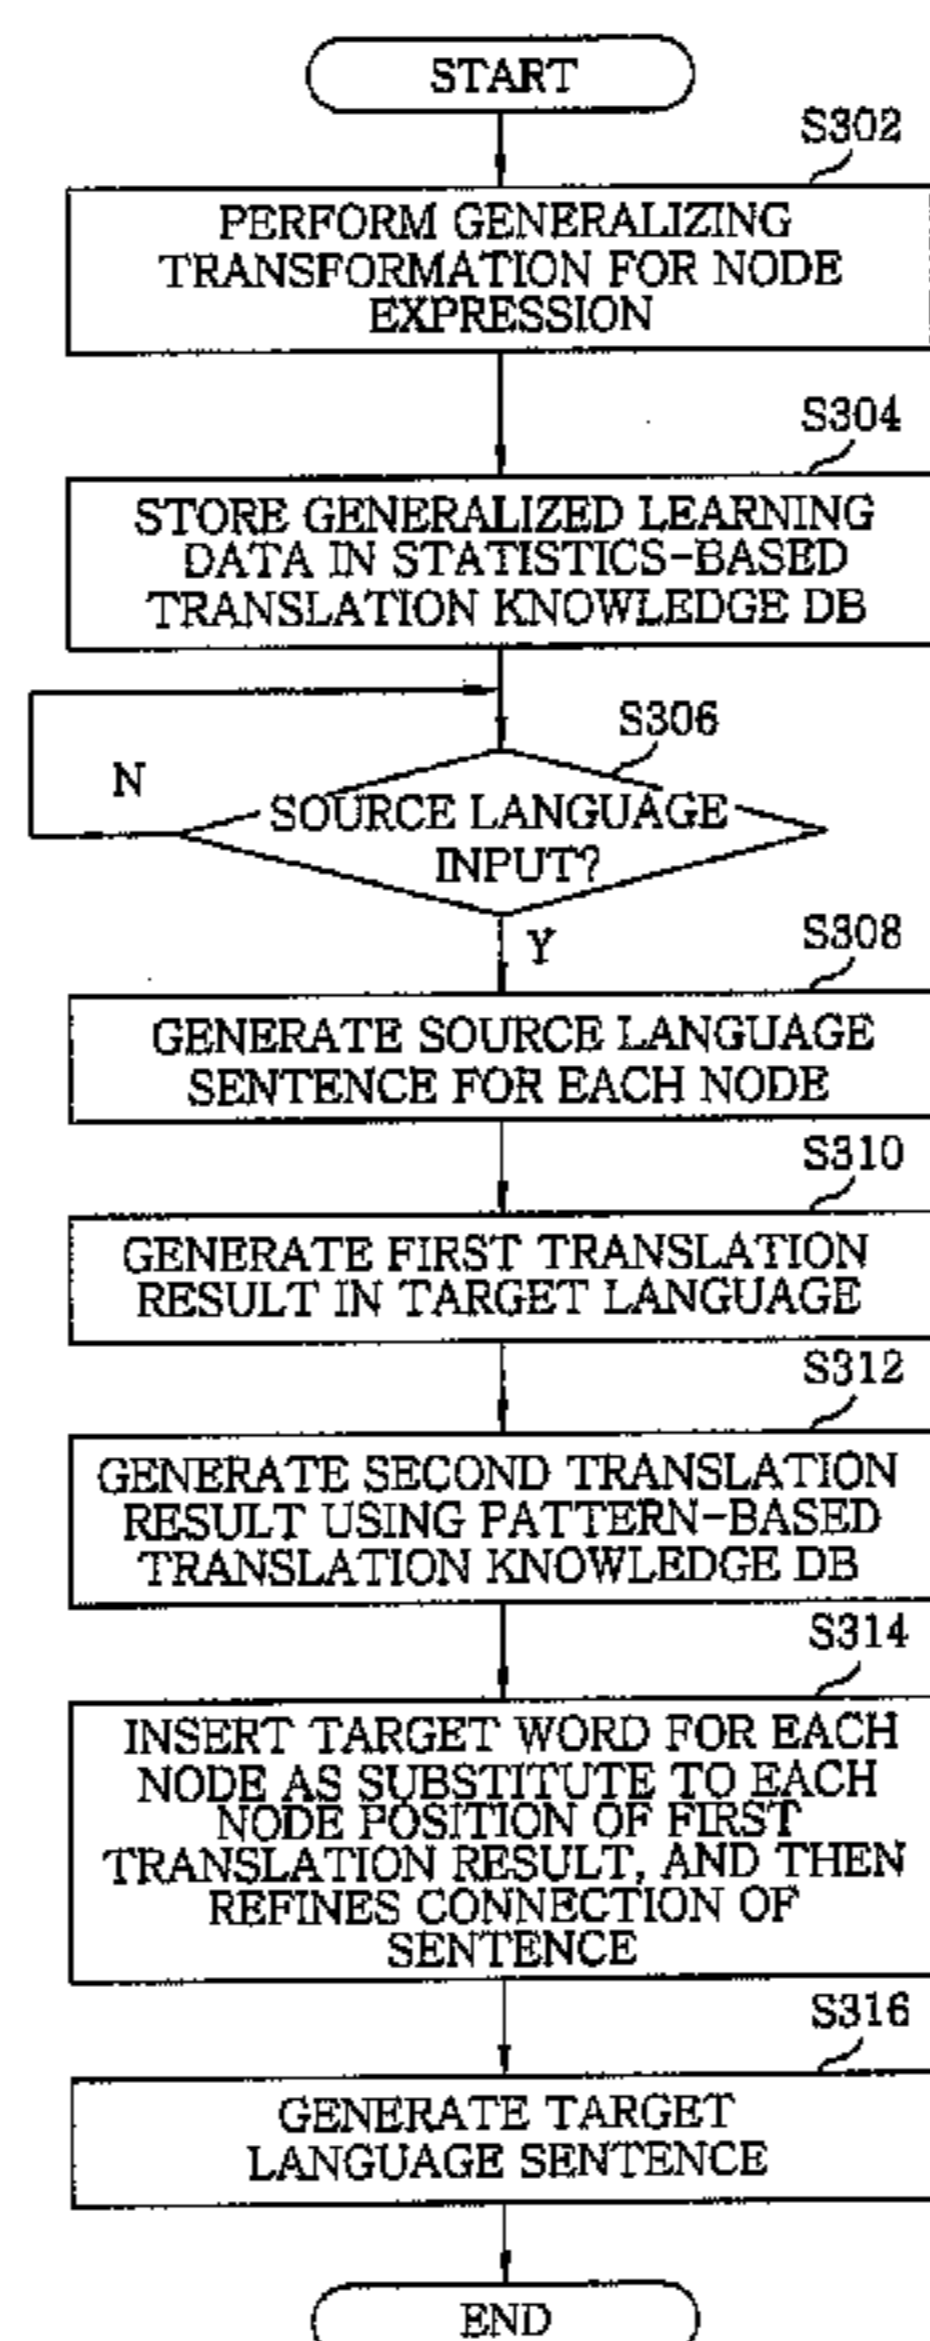 START
S302
PERFORM GENERALIZING
TRANSFORMATION FOR NODE
EXPRESSION
S304
STORE GENERALIZED LEARNING
DATA IN STATISTICS-BASED
TRANSLATION KNOWLEDGE DB
S306
N
SOURCE LANGUAGE
INPUT?
Y
S308
GENERATE SOURCE LANGUAGE
SENTENCE FOR EACH NODE
S310
GENERATE FIRST TRANSLATION
RESULT IN TARGET LANGUAGE
S312
GENERATE SECOND TRANSLATION
RESULT USING PATTERN-BASED
TRANSLATION KNOWLEDGE DB
S314
INSERT TARGET WORD FOR EACH
NODE AS SUBSTITUTE TO EACH
NODE POSITION OF FIRST
TRANSLATION RESULT, AND THEN
REFINES CONNECTION OF
SENTENCE
S316
GENERATE TARGET
LANGUAGE SENTENCE
END